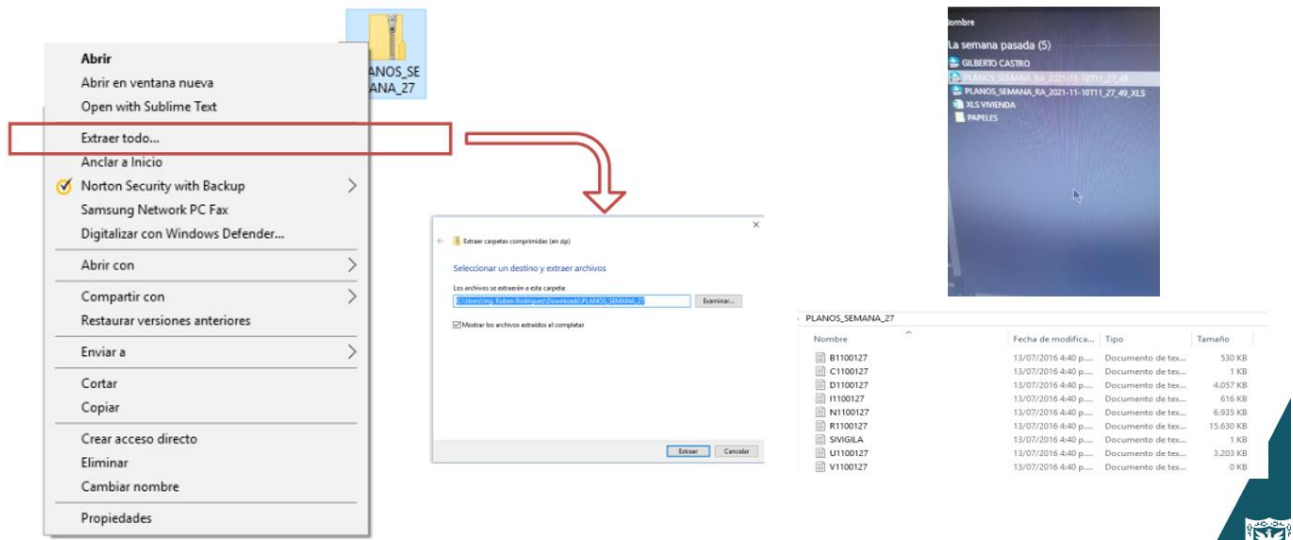 ANOS_SE
ANA_27
Abrir
Abrir en ventana nueva
Open with Sublime Text
Extraer todo...
Anclar a Inicio
Norton Security with Backup
Samsung Network PC Fax
Digitalizar con Windows Defender...
Abrir con
Compartir con
Restaurar versiones anteriores
Enviar a
Cortar
Copiar
Crear acceso directo
Eliminar
Cambiar nombre
Propiedades
Extraer carpetas comprimidas (en zip)
Seleccionar un destino y extraer archivos
Los archivos se extraerán a esta carpeta:
C:\Users\Ing. Ruben Rodriguez\Downloads\PLANOS_SEMANA_27
Examinar...
Mostrar los archivos extraídos al completar
Extraer Cancelar
ombre
La semana pasada (5)
GILBERTO CASTRO
PLANOS_SEMANA_RA_2021-11-10T11_27_49
PLANOS_SEMANA_RA_2021-11-10T11_27_49_XLS
XLS VIVIENDA
PAPELES
PLANOS_SEMANA_27
Nombre Fecha de modifica... Tipo Tamaño
B1100127 13/07/2016 4:40 p.... Documento de tex... 530 KB
C1100127 13/07/2016 4:40 p.... Documento de tex... 1 KB
D1100127 13/07/2016 4:40 p.... Documento de tex... 4.057 KB
I1100127 13/07/2016 4:40 p.... Documento de tex... 616 KB
N1100127 13/07/2016 4:40 p.... Documento de tex... 6.935 KB
R1100127 13/07/2016 4:40 p.... Documento de tex... 15.630 KB
SIVIGILA 13/07/2016 4:40 p.... Documento de tex... 1 KB
U1100127 13/07/2016 4:40 p.... Documento de tex... 3.203 KB
V1100127 13/07/2016 4:40 p.... Documento de tex... 0 KB